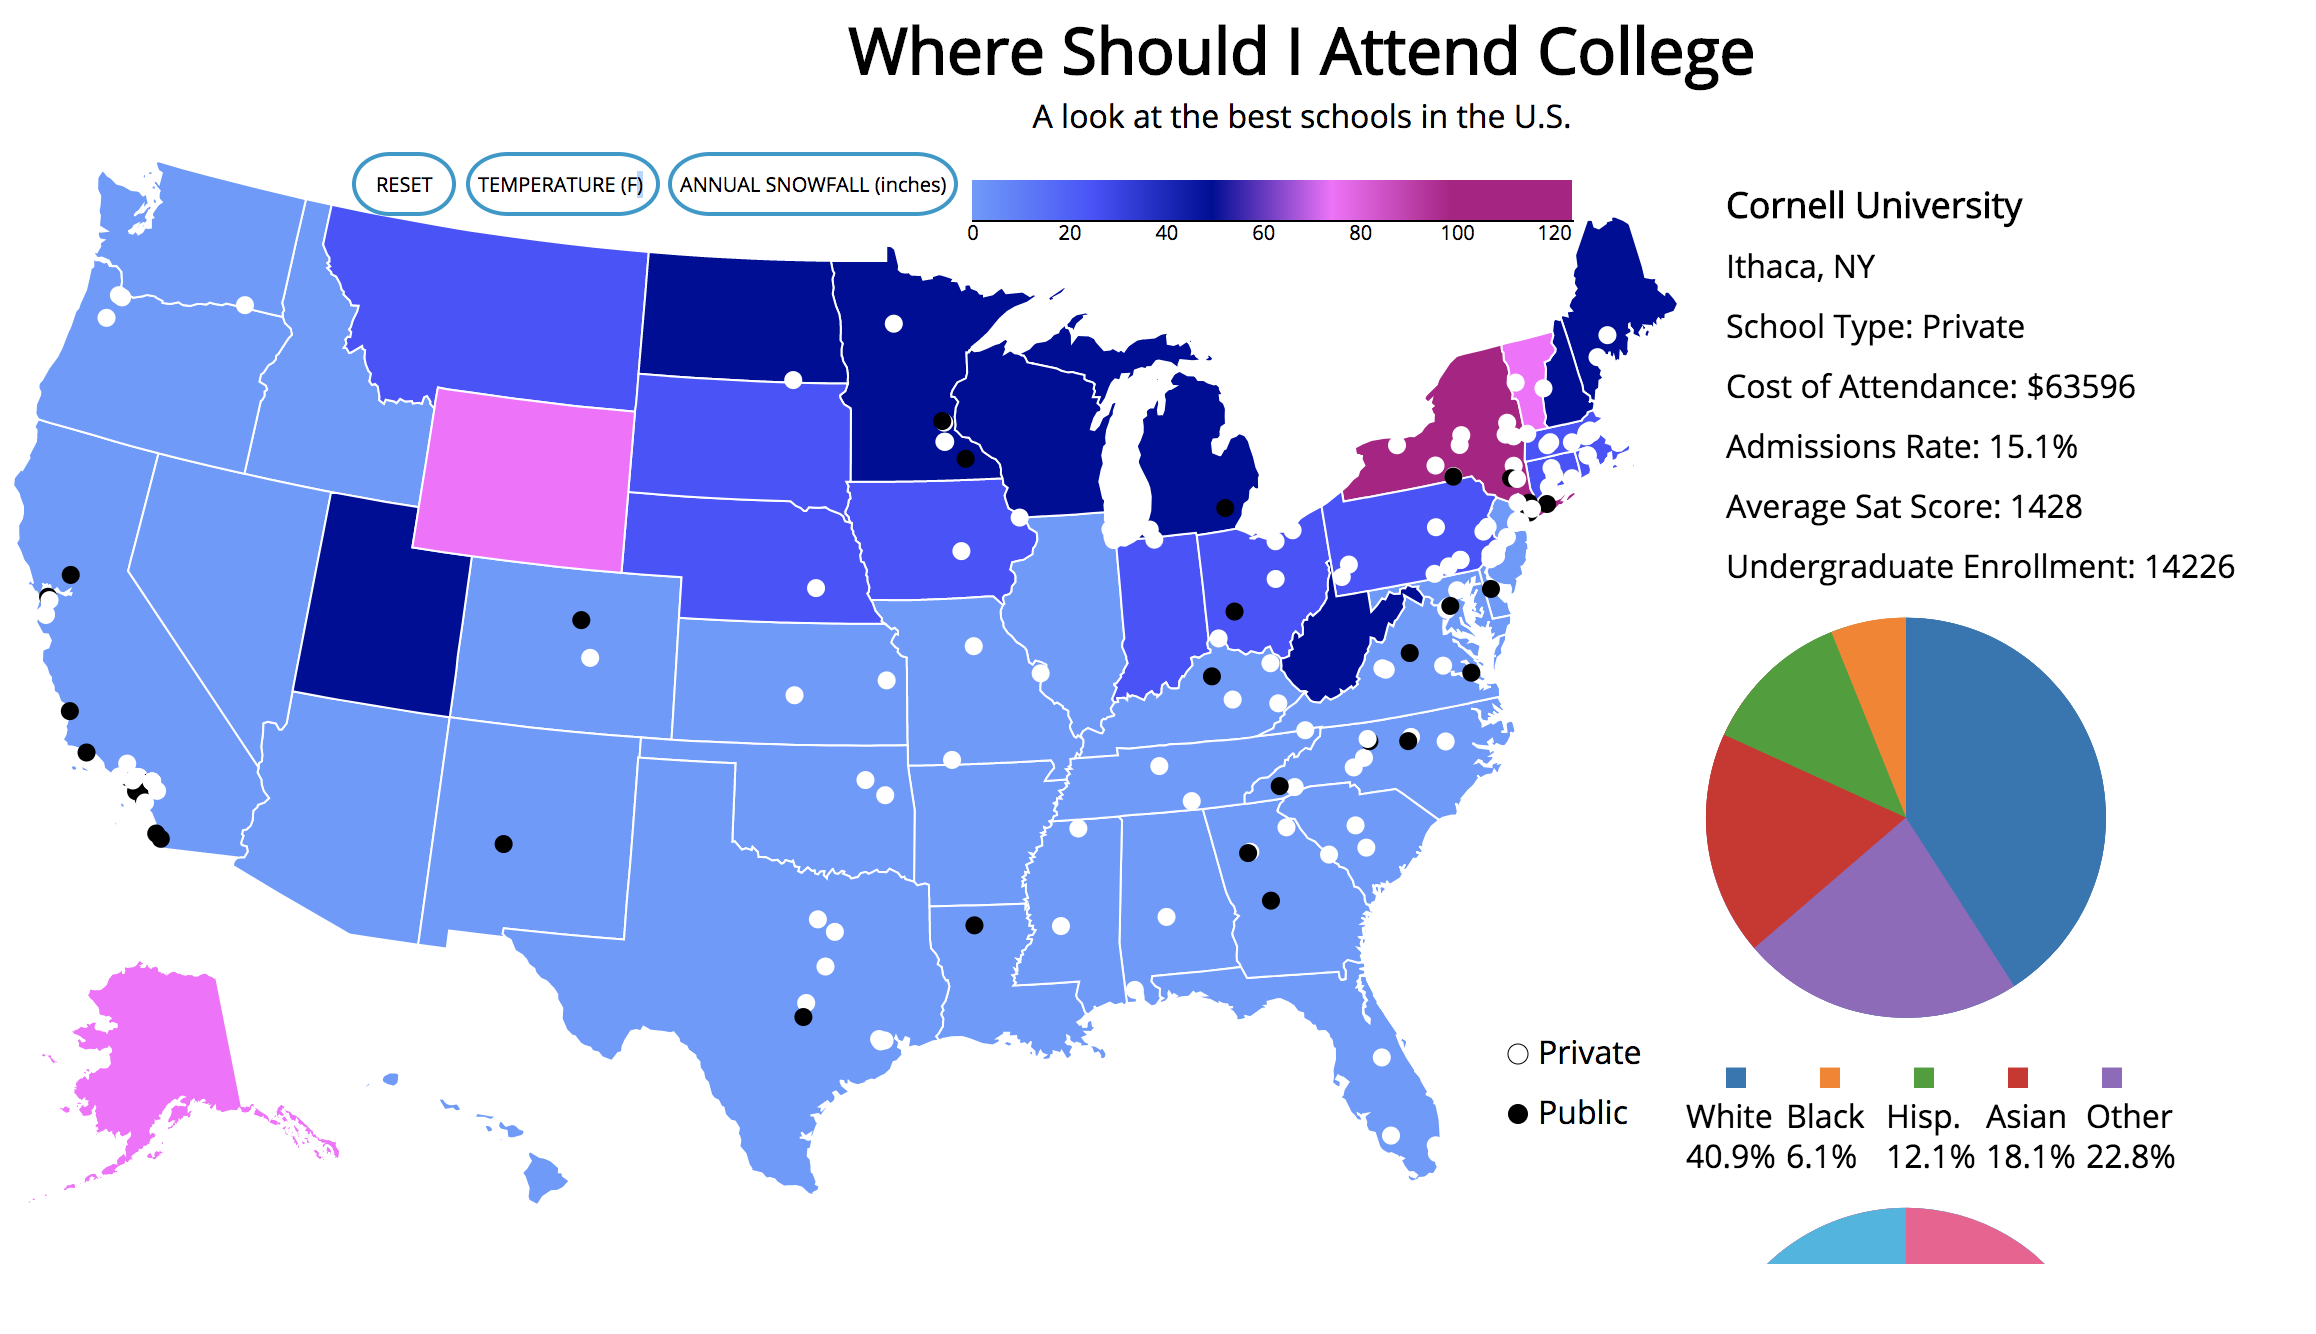 Where Should I Attend College
A look at the best schools in the U.S.
RESET
TEMPERATURE (F)
ANNUAL SNOWFALL (inches)
0 20 40 60 80 100 120
Cornell University
Ithaca, NY
School Type: Private
Cost of Attendance: $63596
Admissions Rate: 15.1%
Average Sat Score: 1428
Undergraduate Enrollment: 14226
Private
Public
White Black Hisp. Asian Other
40.9% 6.1% 12.1% 18.1% 22.8%